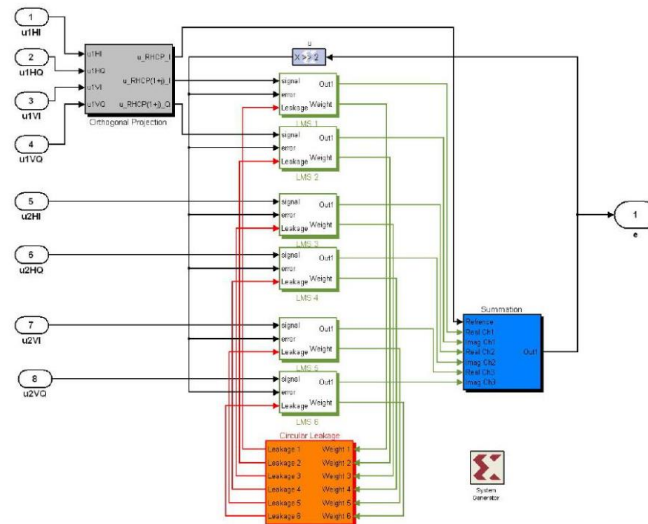 1
u1HI
2
u1HQ
3
u1VI
4
u1VQ
5
u2HI
6
u2HQ
7
u2VI
8
u2VQ
u1HI
u1HQ
u1VI
u1VQ
u_RHCP_I
u_RHCP(1+j)_I
u_RHCP(1+j)_Q
Orthogonal Projection
u
X >> 2
signal
error
Leakage
Out1
Weight
LMS 1
signal
error
Leakage
Out1
Weight
LMS 2
signal
error
Leakage
Out1
Weight
LMS 3
signal
error
Leakage
Out1
Weight
LMS 4
signal
error
Leakage
Out1
Weight
LMS 5
signal
error
Leakage
Out1
Weight
LMS 6
Circular Leakage
Leakage 1 Weight 1
Leakage 2 Weight 2
Leakage 3 Weight 3
Leakage 4 Weight 4
Leakage 5 Weight 5
Leakage 6 Weight 6
Summation
Real Ch1
Imag Ch1
Real Ch2
Imag Ch2
Real Ch3
Imag Ch3
Out1
1
e
System
Generator